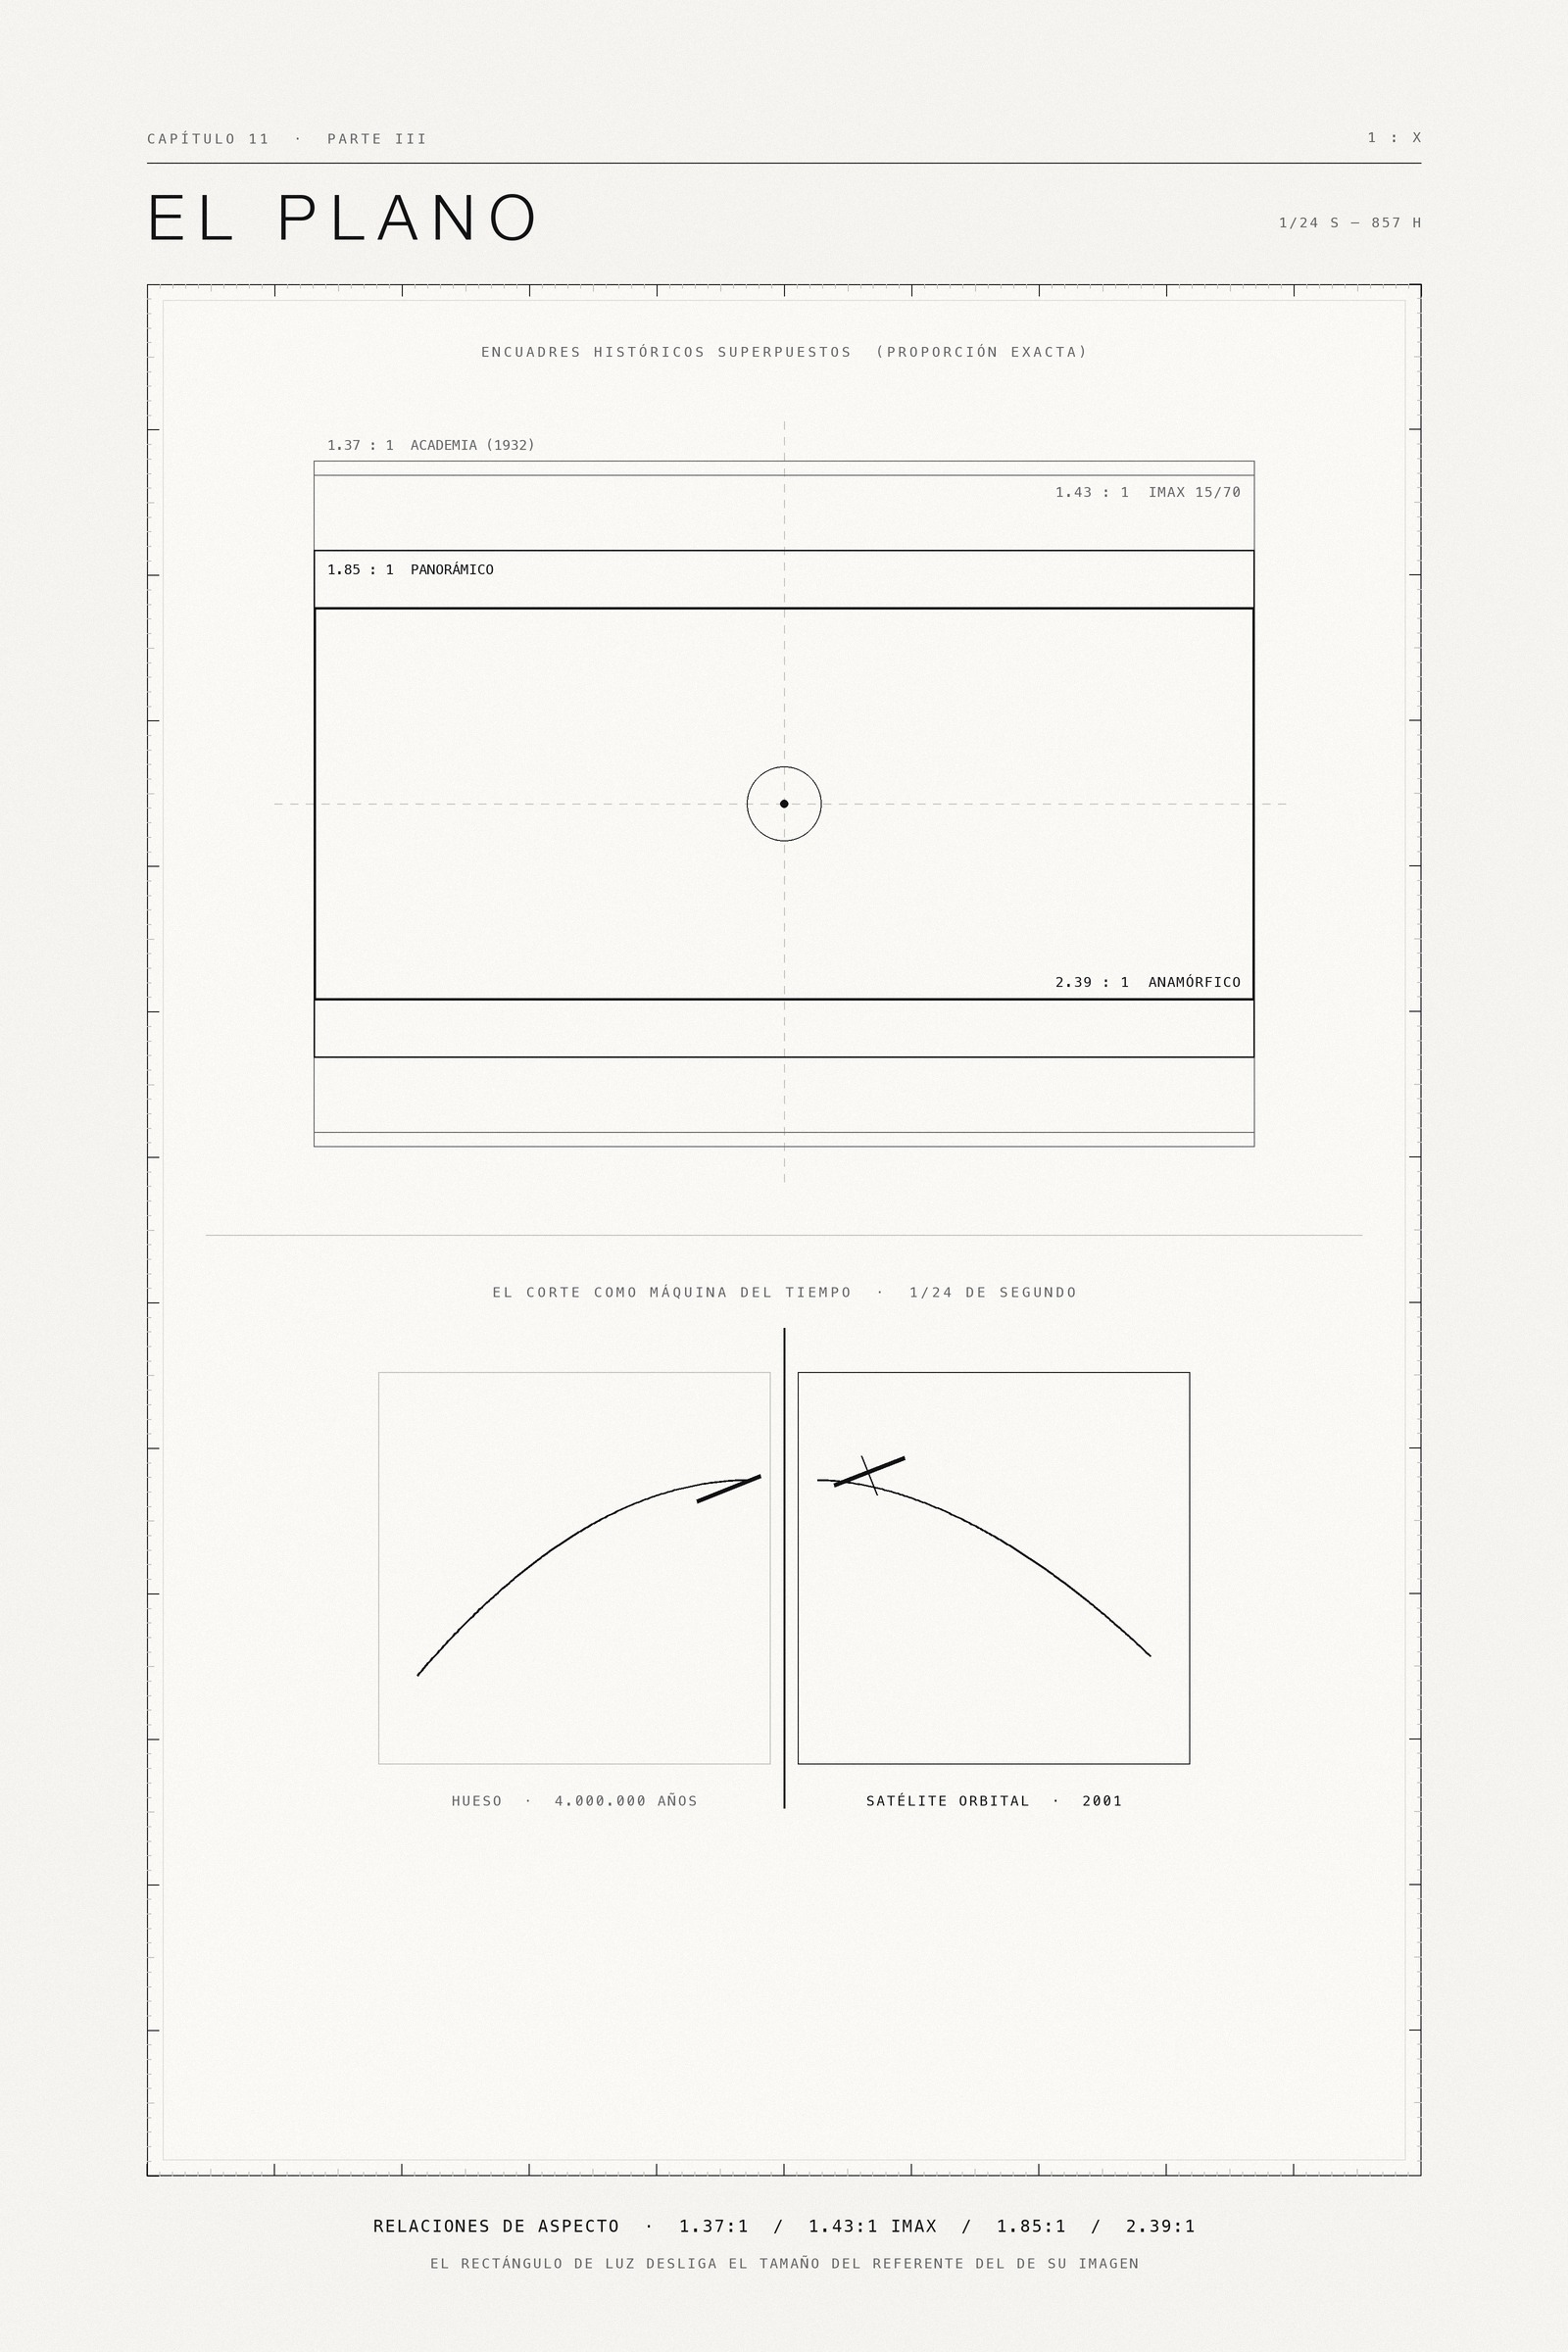 CAPÍTULO 11 · PARTE III
1 : X
EL PLANO
1/24 S — 857 H
ENCUADRES HISTÓRICOS SUPERPUESTOS (PROPORCIÓN EXACTA)
1.37 : 1 ACADEMIA (1932)
1.43 : 1 IMAX 15/70
1.85 : 1 PANORÁMICO
2.39 : 1 ANAMÓRFICO
EL CORTE COMO MÁQUINA DEL TIEMPO · 1/24 DE SEGUNDO
HUESO · 4.000.000 AÑOS
SATÉLITE ORBITAL · 2001
RELACIONES DE ASPECTO · 1.37:1 / 1.43:1 IMAX / 1.85:1 / 2.39:1
EL RECTÁNGULO DE LUZ DESLIGA EL TAMAÑO DEL REFERENTE DEL DE SU IMAGEN